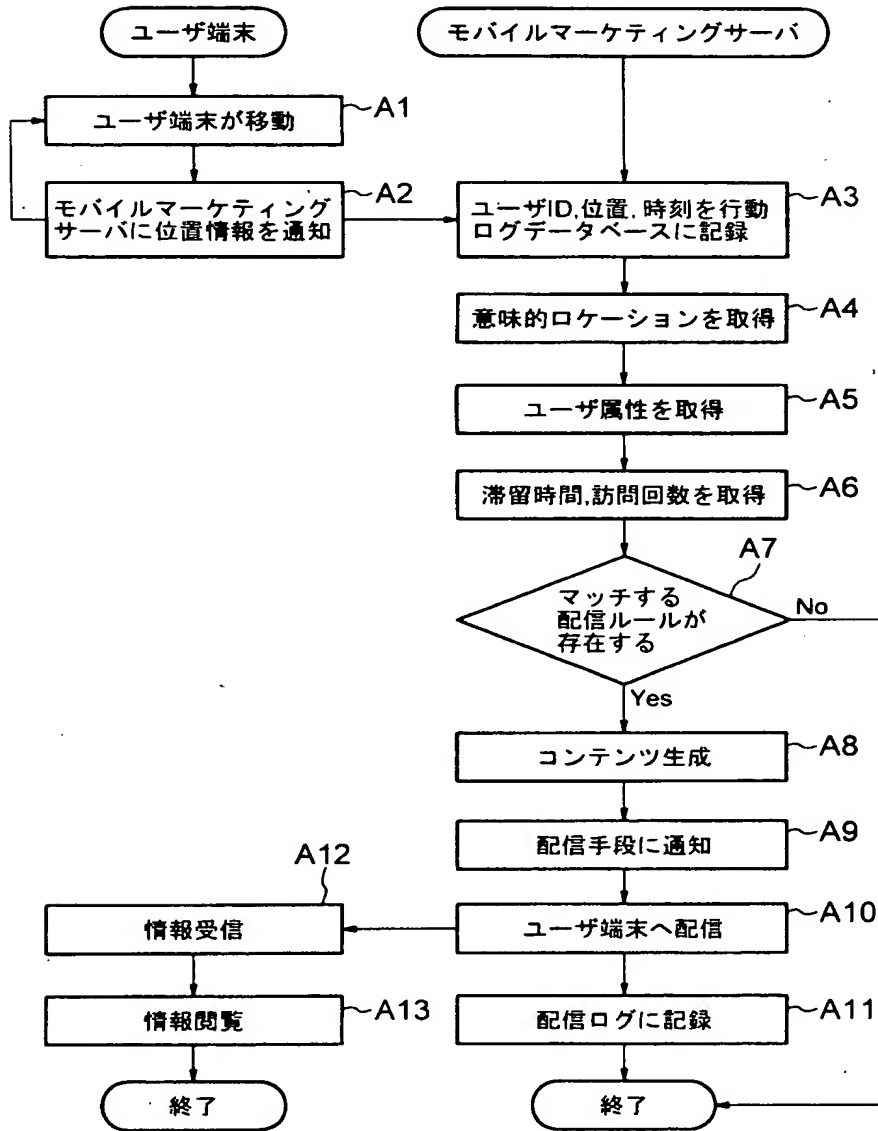 ユーザ端末
モバイルマーケティングサーバ
ユーザ端末が移動
A1
モバイルマーケティング
サーバに位置情報を通知
A2
ユーザID,位置,時刻を行動
ログデータベースに記録
A3
意味的ロケーションを取得
A4
ユーザ属性を取得
A5
滞留時間,訪問回数を取得
A6
マッチする
配信ルールが
存在する
A7
No
Yes
コンテンツ生成
A8
配信手段に通知
A9
ユーザ端末へ配信
A10
情報受信
A12
配信ログに記録
A11
情報閲覧
A13
終了
終了